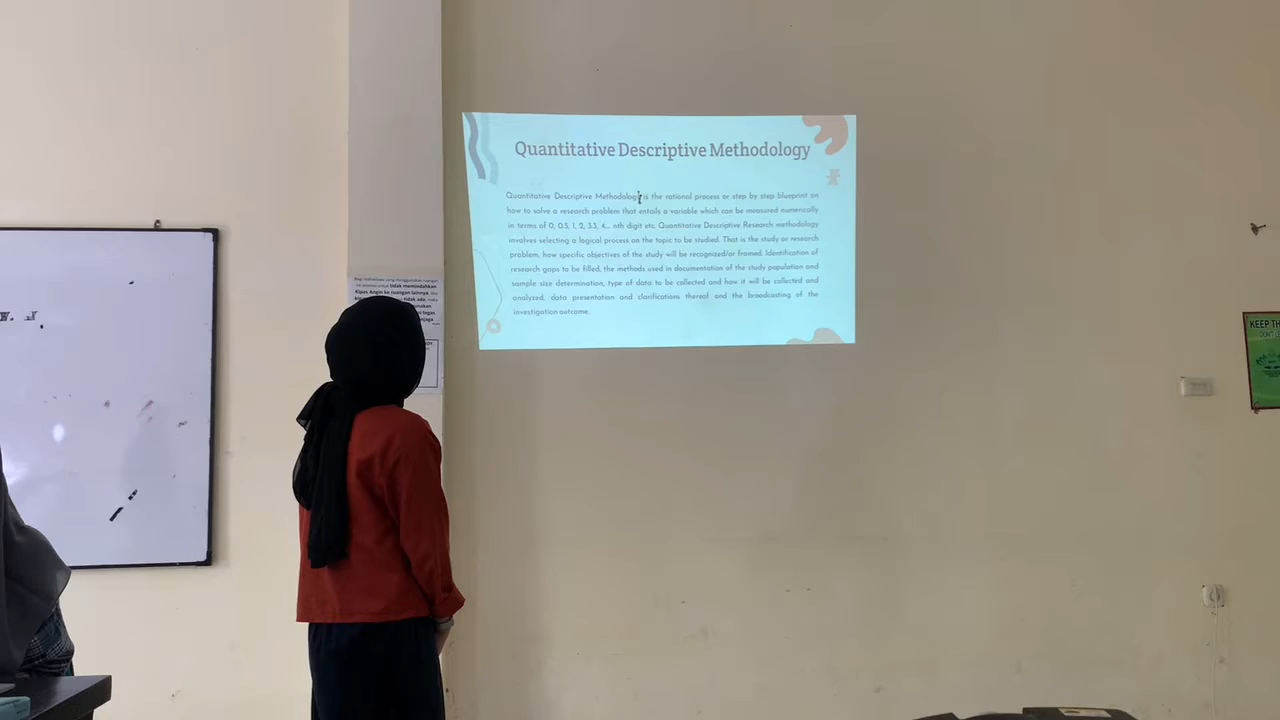 Quantitative Descriptive Methodology
Quantitative Descriptive Methodology is the rational process or step by step blueprint on
how to solve a research problem that entails a variable which can be measured numerically
in terms of 0, 0.5, 1, 2, 3.3, 4... nth digit etc. Quantitative Descriptive Research methodology
involves selecting a logical process on the topic to be studied. That is the study or research
problem, how specific objectives of the study will be recognized/or framed. Identification of
research gaps to be filled, the methods used in documentation of the study population and
sample size determination, type of data to be collected and how it will be collected and
analyzed, data presentation and clarifications thereof and the broadcasting of the
investigation outcome.
tidak memindahkan
Kipas Angin ke ruangan lainnya
tidak ada
KEEP TH